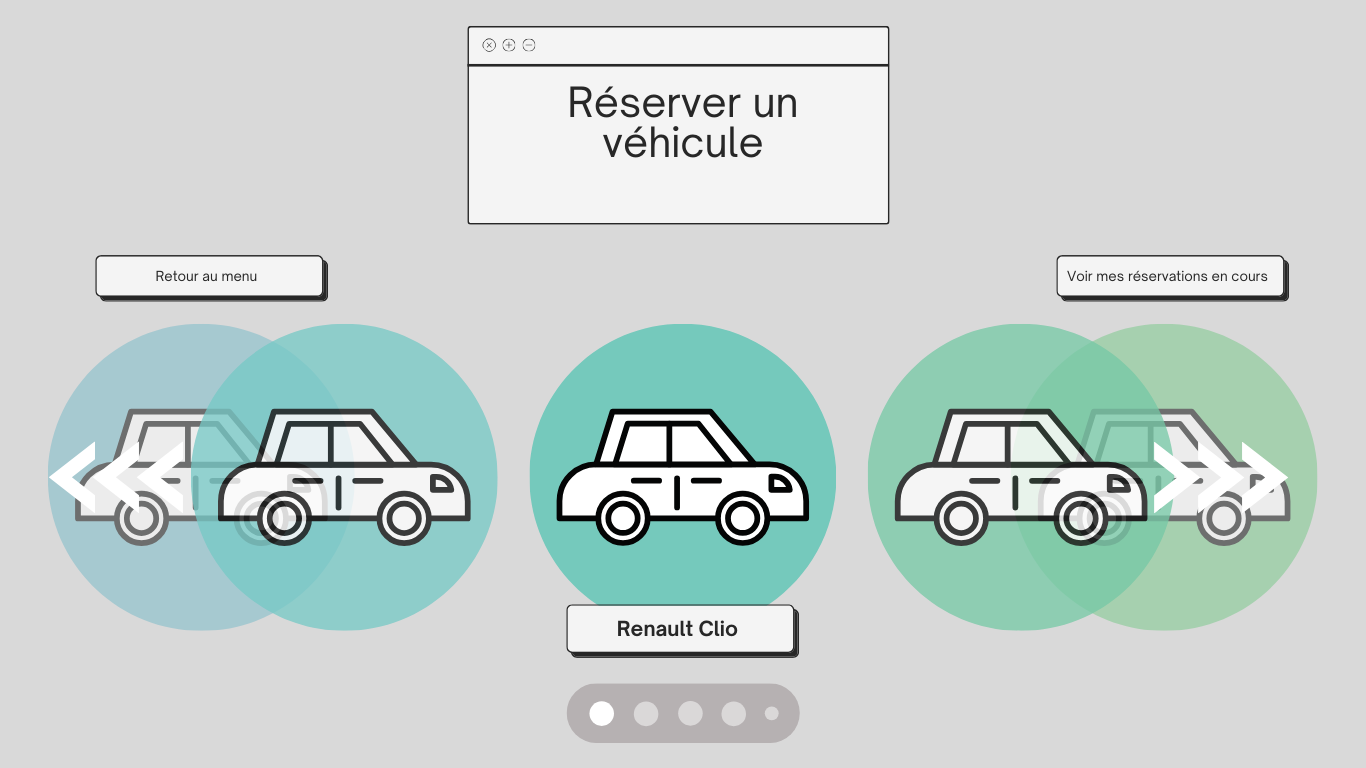 Réserver un
véhicule
Retour au menu
Voir mes réservations en cours
Renault Clio